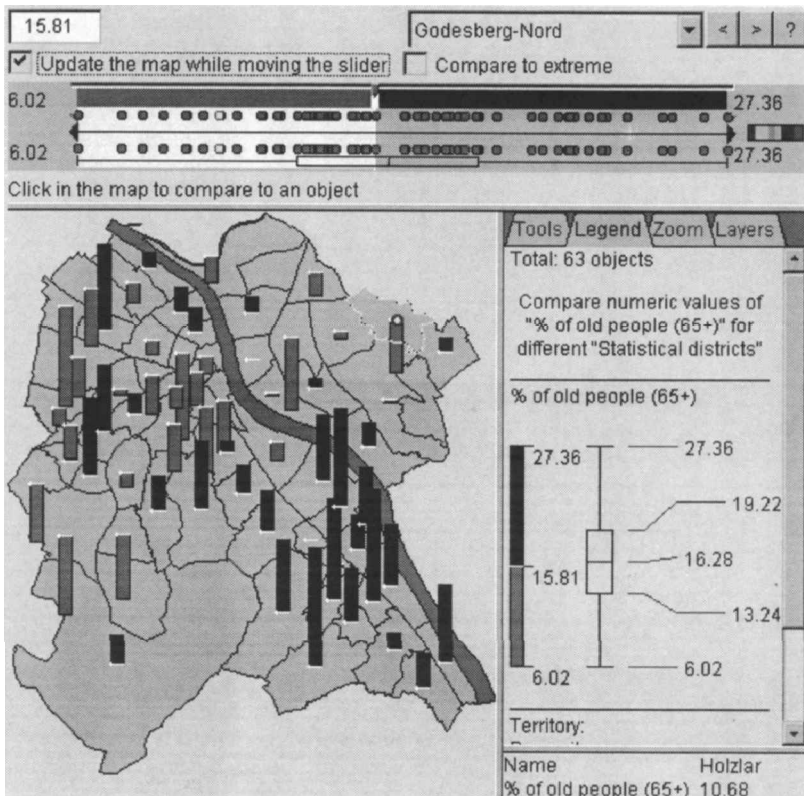 15.81
Godesberg-Nord
< > ?
Update the map while moving the slider
Compare to extreme
6.02
27.36
6.02
27.36
Click in the map to compare to an object
Tools Legend Zoom Layers
Total: 63 objects
Compare numeric values of
"% of old people (65+)" for
different "Statistical districts"
% of old people (65+)
27.36
27.36
19.22
15.81
16.28
13.24
6.02
6.02
Territory:
Name Holzlar
% of old people (65+) 10.68